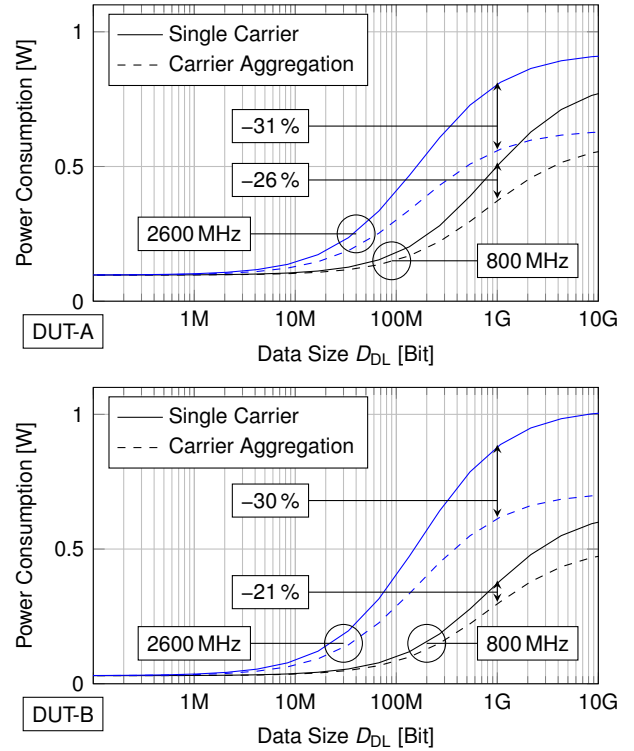 1
Single Carrier
Carrier Aggregation
−31 %
0.5
−26 %
2600 MHz
800 MHz
0
Power Consumption [W]
1M
10M
100M
1G
10G
DUT-A
Data Size D_DL [Bit]
1
Single Carrier
Carrier Aggregation
−30 %
0.5
−21 %
2600 MHz
800 MHz
0
Power Consumption [W]
1M
10M
100M
1G
10G
DUT-B
Data Size D_DL [Bit]